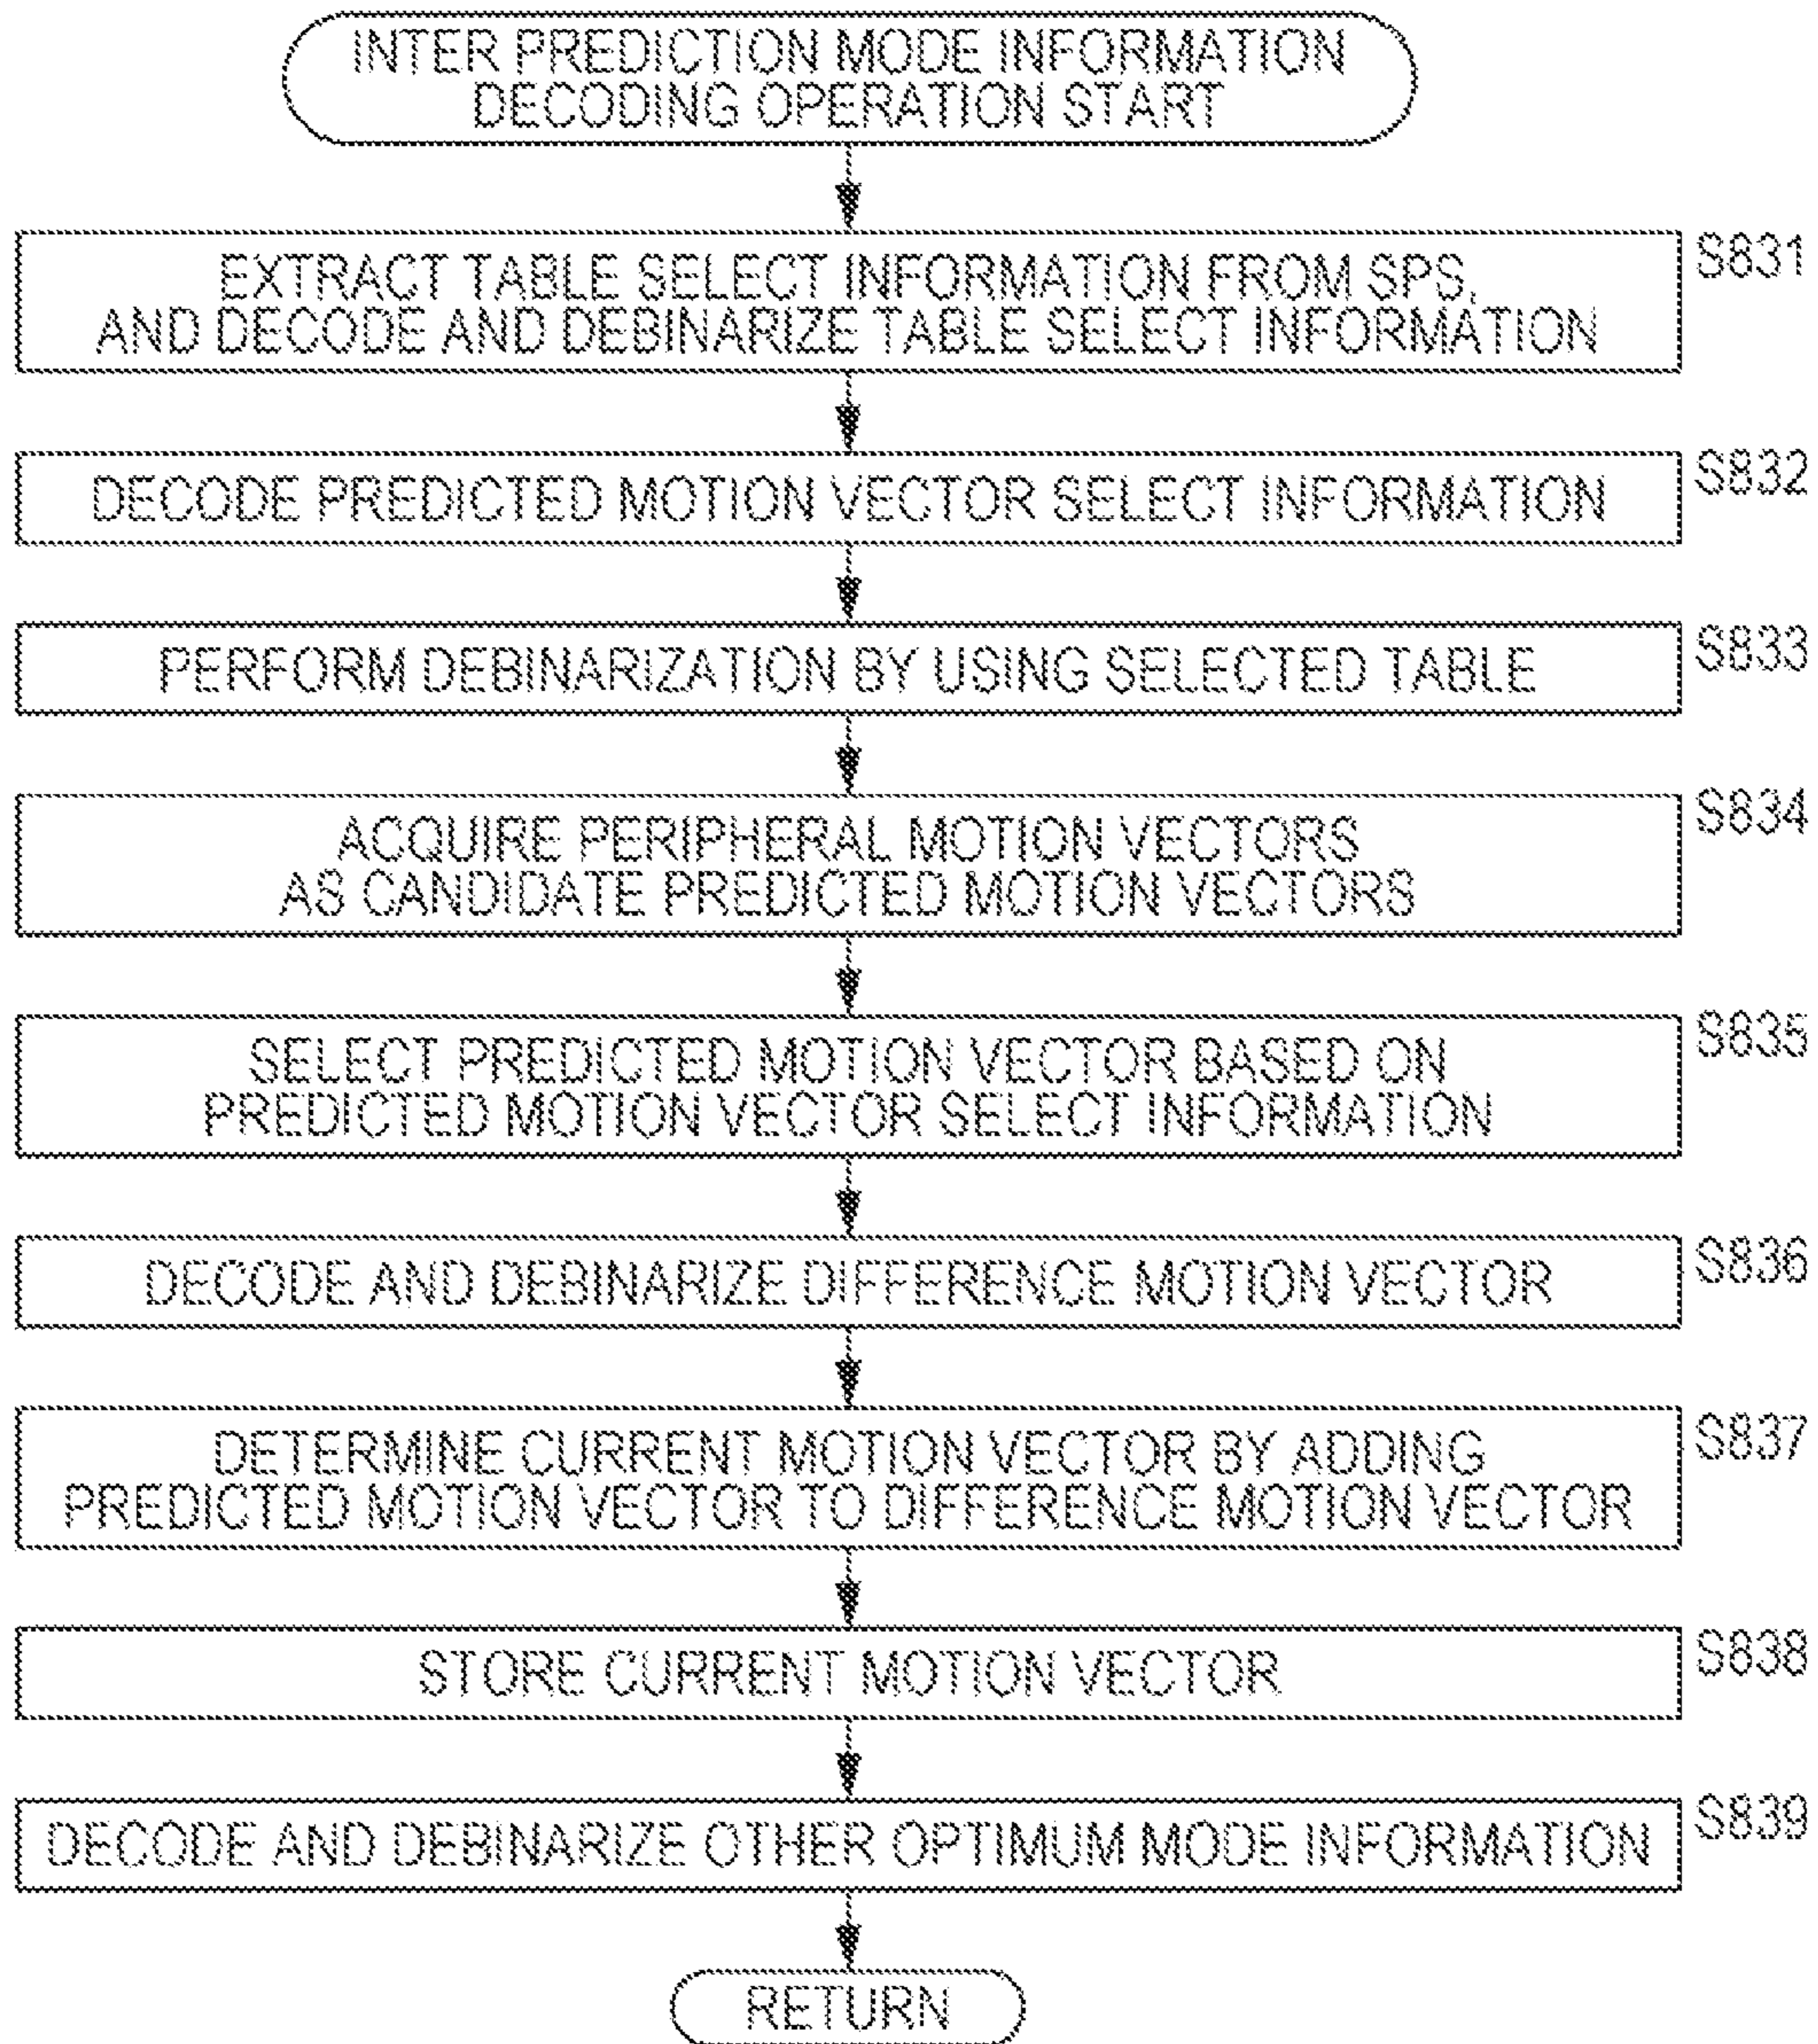 INTER PREDICTION MODE INFORMATION
DECODING OPERATION START
EXTRACT TABLE SELECT INFORMATION FROM SPS,
AND DECODE AND DEBINARIZE TABLE SELECT INFORMATION
S831
DECODE PREDICTED MOTION VECTOR SELECT INFORMATION
S832
PERFORM DEBINARIZATION BY USING SELECTED TABLE
S833
ACQUIRE PERIPHERAL MOTION VECTORS
AS CANDIDATE PREDICTED MOTION VECTORS
S834
SELECT PREDICTED MOTION VECTOR BASED ON
PREDICTED MOTION VECTOR SELECT INFORMATION
S835
DECODE AND DEBINARIZE DIFFERENCE MOTION VECTOR
S836
DETERMINE CURRENT MOTION VECTOR BY ADDING
PREDICTED MOTION VECTOR TO DIFFERENCE MOTION VECTOR
S837
STORE CURRENT MOTION VECTOR
S838
DECODE AND DEBINARIZE OTHER OPTIMUM MODE INFORMATION
S839
RETURN